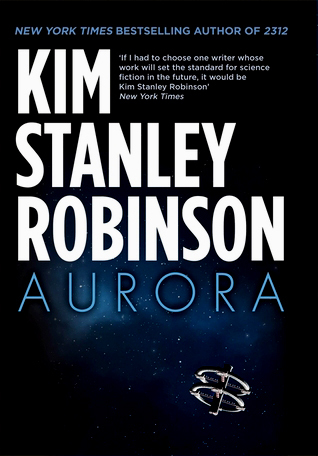 NEW YORK TIMES BESTSELLING AUTHOR OF 2312
KIM
'If I had to choose one writer whose
work will set the standard for science
fiction in the future, it would be
Kim Stanley Robinson'
New York Times
STANLEY
ROBINSON
AURORA